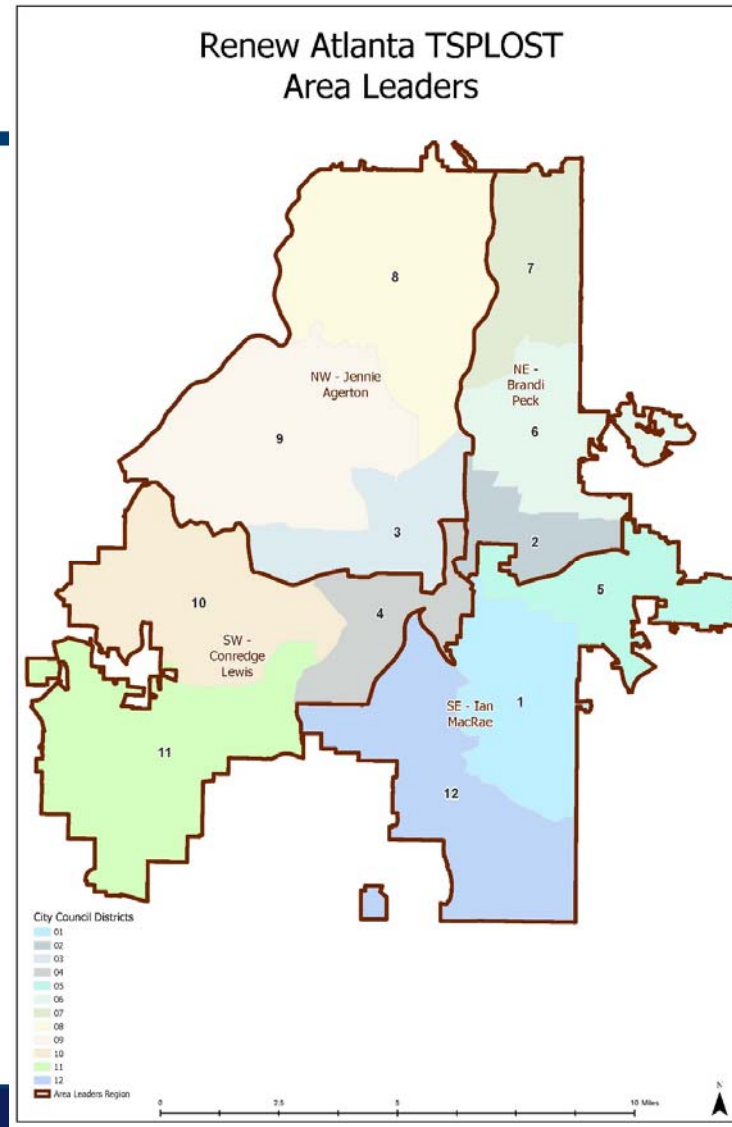 Renew Atlanta TSPLOST
Area Leaders
8
7
NW - Jennie
Agerton
NE -
Brandi
Peck
9
6
3
2
10
4
5
SW -
Conredge
Lewis
SE - Ian
MacRae
1
11
12
City Council Districts
01
02
03
04
05
06
07
08
09
10
11
12
Area Leaders Region
0 2.5 5 10 Miles
N